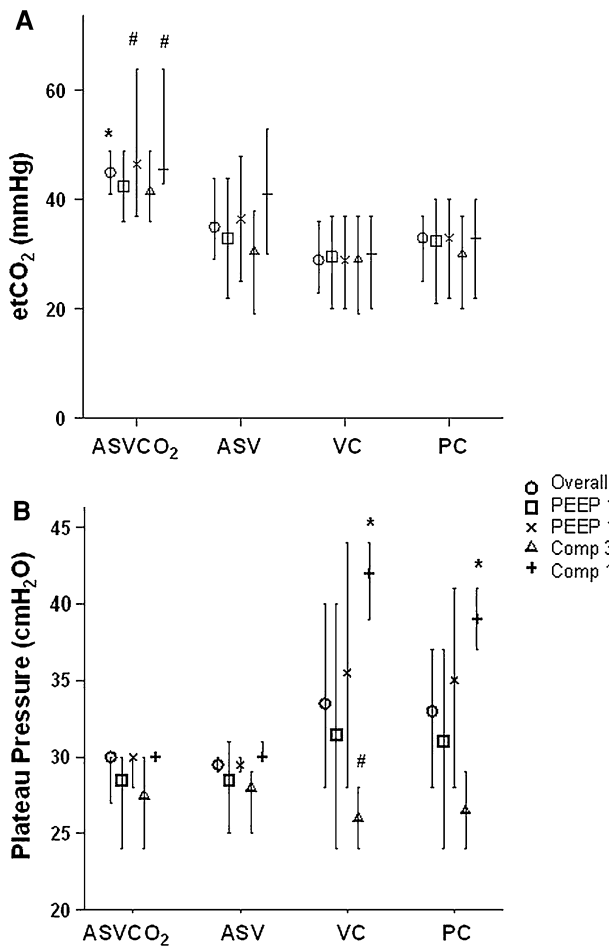 A
# #
*
60
40
20
0
etCO2 (mmHg)
ASVCO2 ASV VC PC
Overall
PEEP 1
PEEP 1
Comp 3
Comp 1
B
*
*
#
45
40
35
30
25
20
Plateau Pressure (cmH2O)
ASVCO2 ASV VC PC